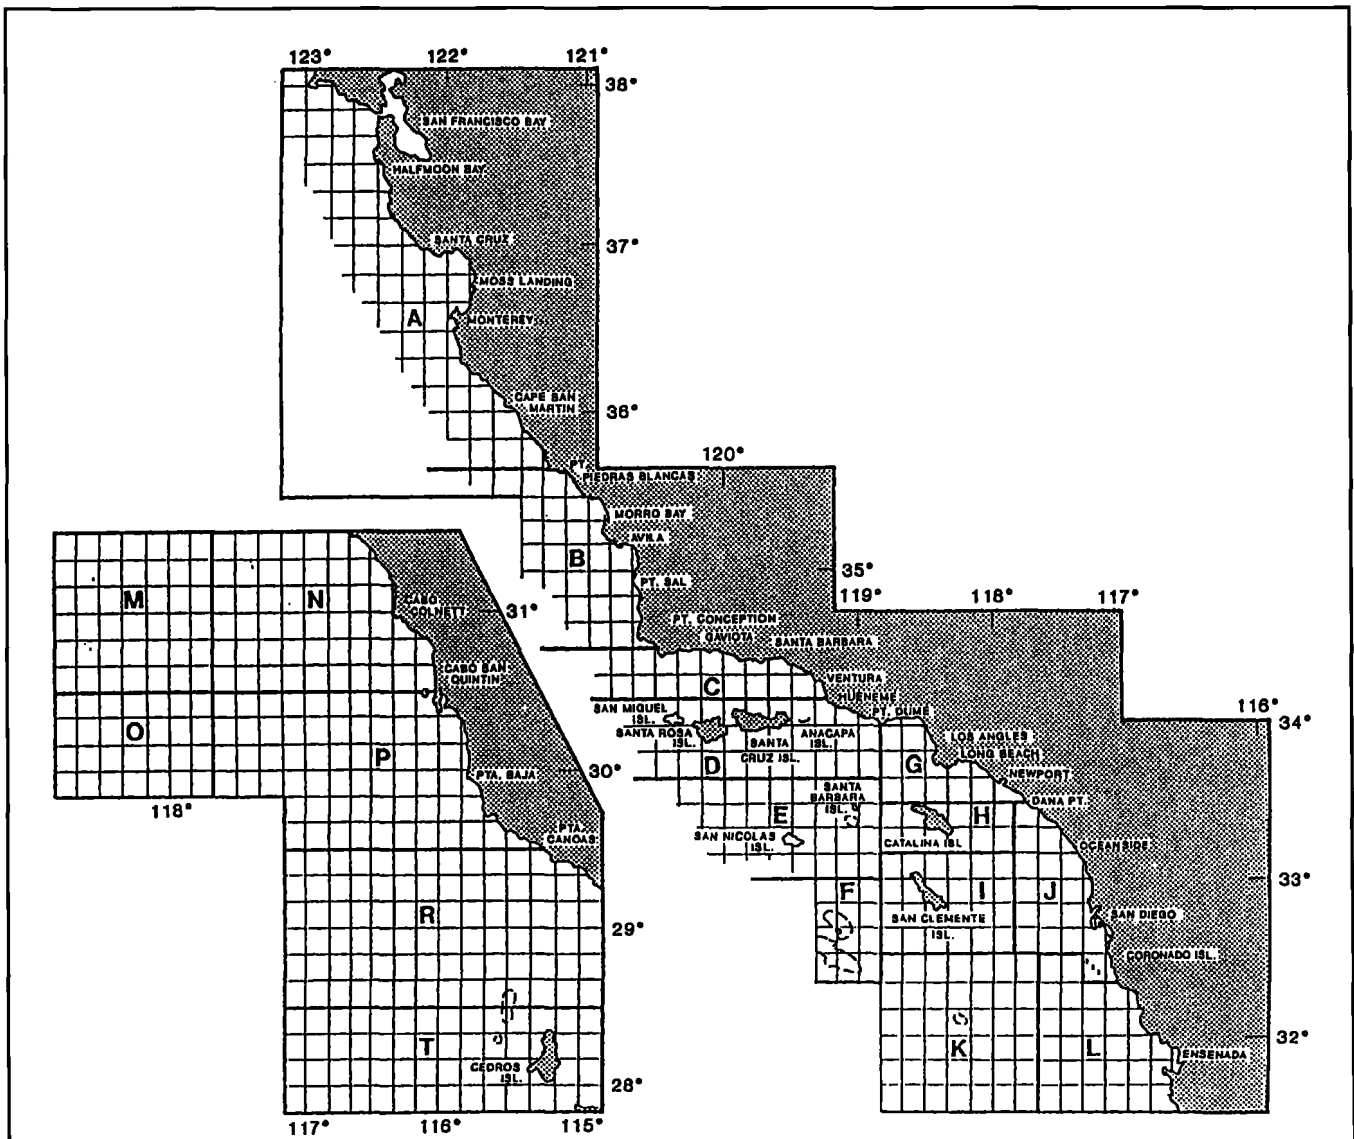 123° 122° 121°
38°
SAN FRANCISCO BAY
HALFMOON BAY
SANTA CRUZ
37°
MOSS LANDING
A
MONTEREY
CAPE SAN
MARTIN
36°
120°
PT.
PIEDRAS BLANCAS
MORRO BAY
AVILA
B
35°
PT. SAL
119° 118° 117°
M
N
CABO
COLNETT
31°
PT. CONCEPTION
GAVIOTA
SANTA BARBARA
CABO SAN
QUINTIN
C
VENTURA
HUENEME
PT. DUME
SAN MIQUEL
ISL.
SANTA ROSA
ISL.
SANTA
CRUZ ISL.
ANACAPA
ISL.
116°
34°
O
P
LOS ANGLES
LONG BEACH
D
G
NEWPORT
PTA. BAJA
30°
118°
SANTA
BARBARA
ISL.
DANA PT.
E
H
PTA.
CANOAS
SAN NICOLAS
ISL.
CATALINA ISL
OCEANSIDE
33°
F
I
J
R
29°
SAN CLEMENTE
ISL.
SAN DIEGO
CORONADO ISL.
T
K
L
32°
ENSENADA
CEDROS
ISL.
28°
117° 116° 115°